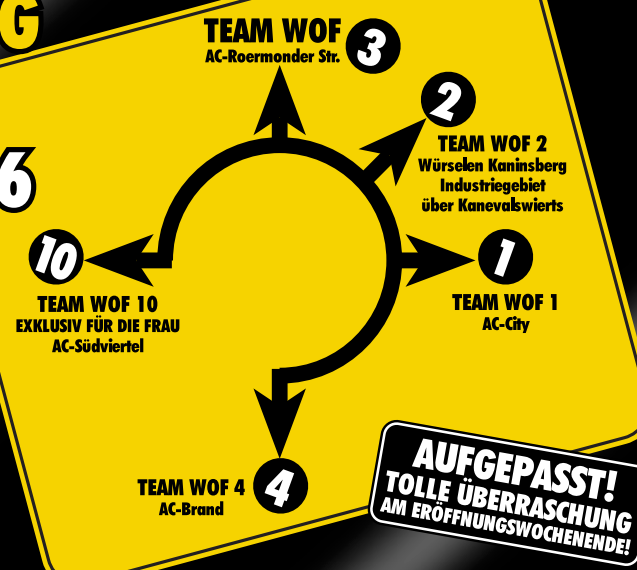 G
TEAM WOF
3
AC-Roermonder Str.
2
TEAM WOF 2
Würselen Kaninsberg
Industriegebiet
über Kanevalswierts
6
10
TEAM WOF 10
EXKLUSIV FÜR DIE FRAU
AC-Südviertel
1
TEAM WOF 1
AC-City
TEAM WOF 4
AC-Brand
4
AUFGEPASST!
TOLLE ÜBERRASCHUNG
AM ERÖFFNUNGSWOCHENENDE!